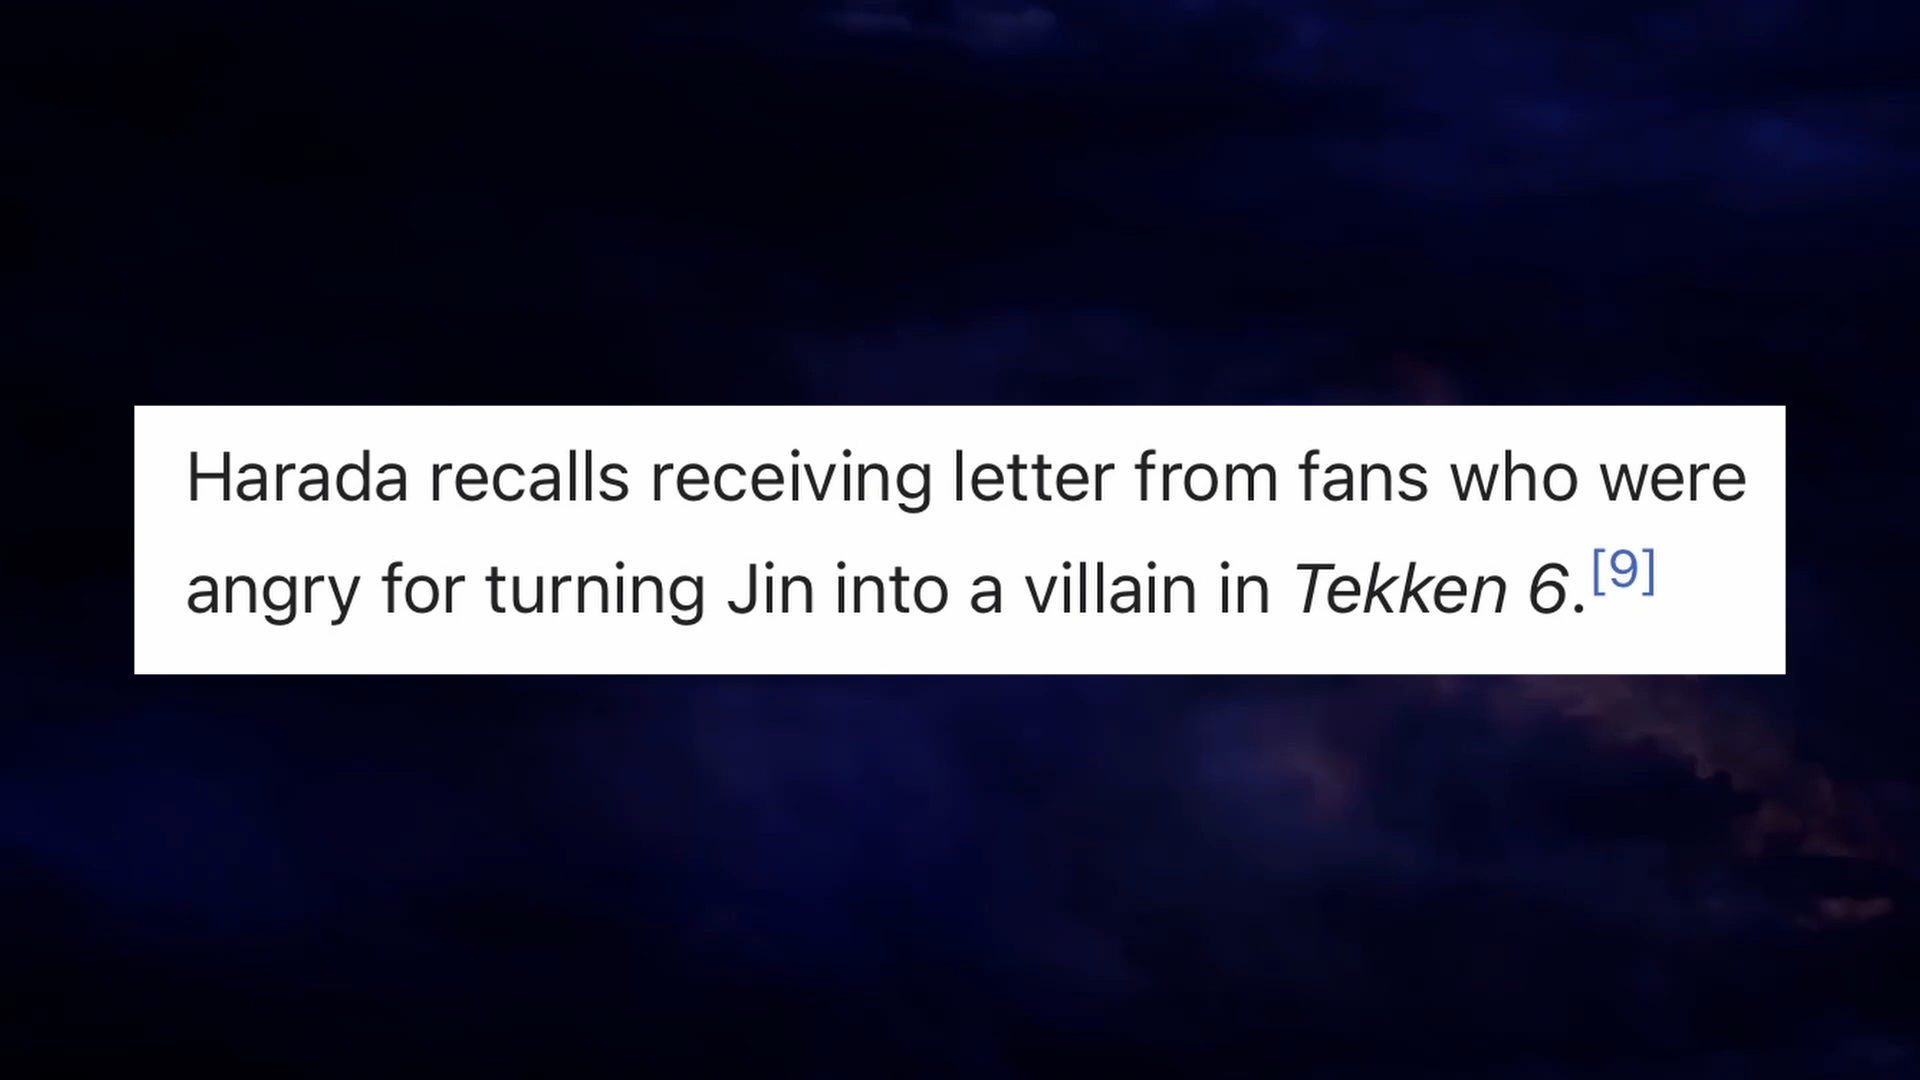 Harada recalls receiving letter from fans who were
angry for turning Jin into a villain in Tekken 6.[9]